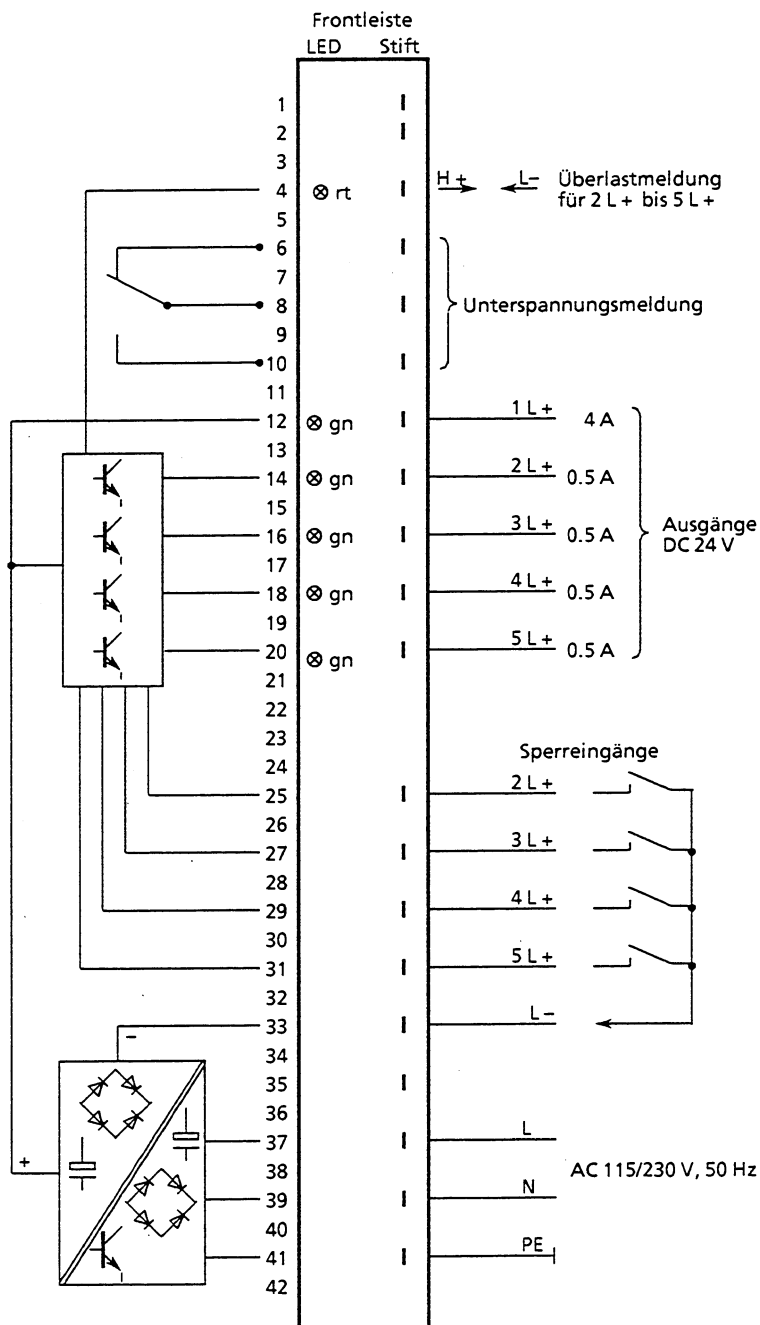 Frontleiste
LED Stift
1
2
3
4 rt H+ L– Überlastmeldung
für 2 L+ bis 5 L+
5
6
7
8 Unterspannungsmeldung
9
10
11
12 gn 1 L+ 4 A
13
14 gn 2 L+ 0.5 A
15
16 gn 3 L+ 0.5 A Ausgänge
DC 24 V
17
18 gn 4 L+ 0.5 A
19
20 gn 5 L+ 0.5 A
21
22
23
24 Sperreingänge
25 2 L+
26
27 3 L+
28
29 4 L+
30
31 5 L+
32
33 L–
–
34
35
36
37 L
+ 38 AC 115/230 V, 50 Hz
39 N
40
41 PE
42